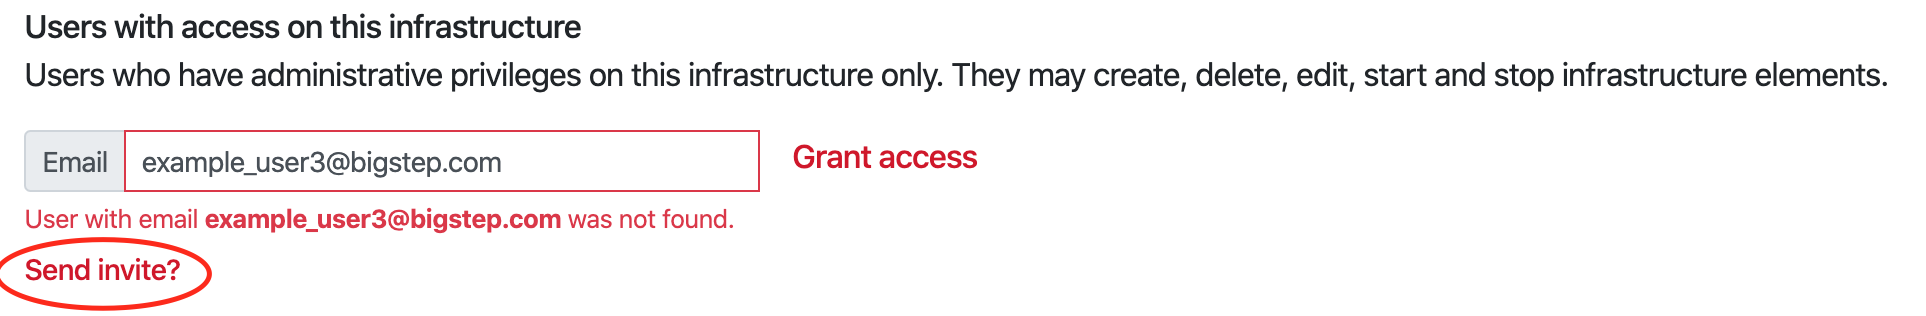 Users with access on this infrastructure
Users who have administrative privileges on this infrastructure only. They may create, delete, edit, start and stop infrastructure elements.
Email example_user3@bigstep.com Grant access
User with email example_user3@bigstep.com was not found.
Send invite?